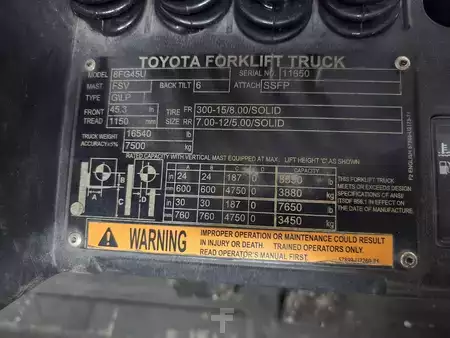 TOYOTA FORKLIFT TRUCK
MODEL 8FG45U SERIAL NO. 11650
MAST FSV BACK TILT 6 ATTACH SSFP
TYPE G\LP
FRONT 45.3 in TIRE FR 300-15/8.00/SOLID
TREAD 1150 mm SIZE RR 7.00-12/5.00/SOLID
TRUCK WEIGHT 16540 lb
ACCURACY±5% 7500 kg
RATED CAPACITY WITH VERTICAL MAST EQUIPPED AT MAX. LIFT HEIGHT 'C' AS SHOWN
A B C D CAPACITY
in 24 24 187 0 lb
mm 600 600 4750 0 3880 kg
in 30 30 187 0 7650 lb
mm 760 760 4750 0 3450 kg
THIS FORKLIFT TRUCK
MEETS OR EXCEEDS DESIGN
SPECIFICATIONS OF ANSI
IN EFFECT ON THE
DATE OF MANUFACTURE
WARNING
IMPROPER OPERATION OR MAINTENANCE COULD RESULT
IN INJURY OR DEATH. TRAINED OPERATORS ONLY.
READ OPERATOR'S MANUAL FIRST.